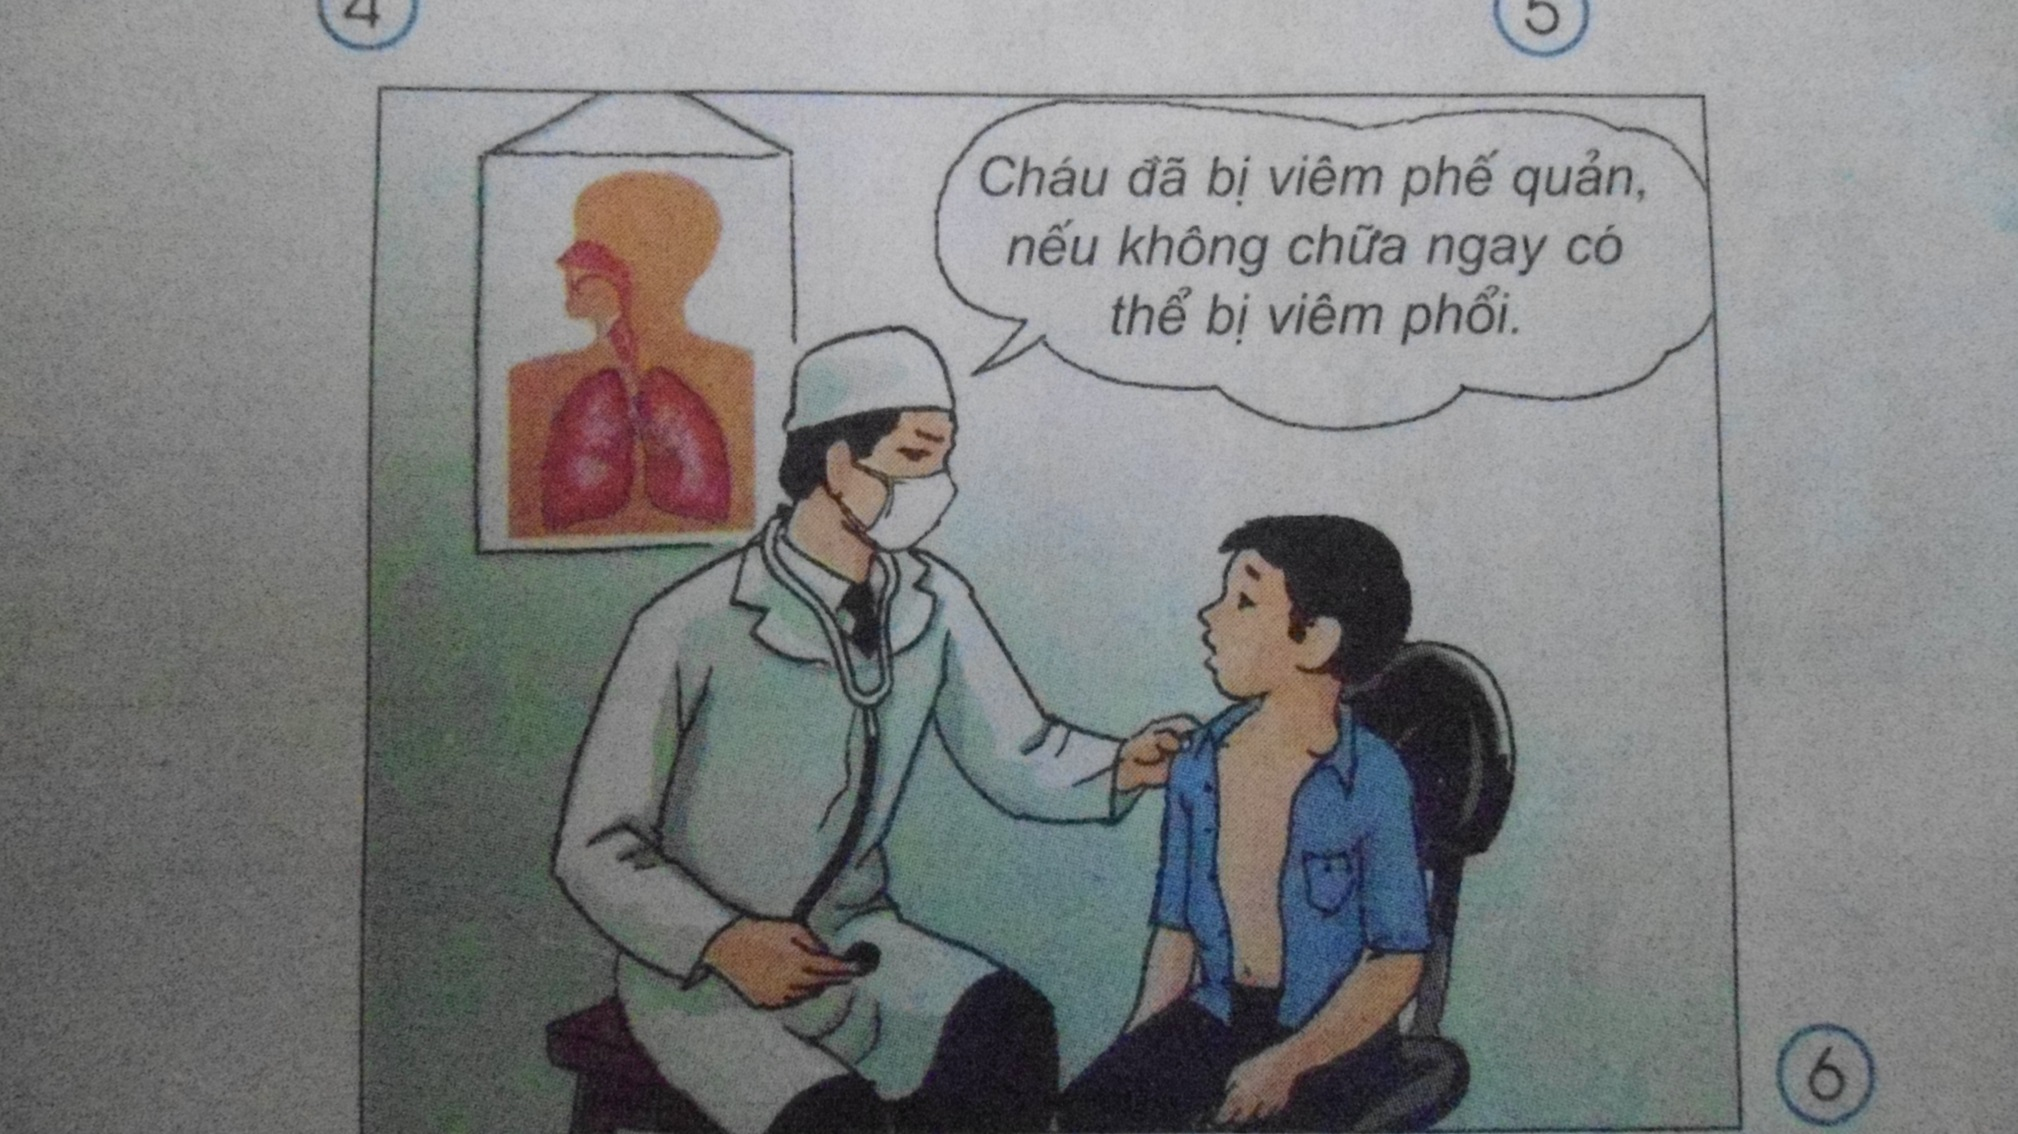 4
5
Cháu đã bị viêm phế quản,
nếu không chữa ngay có
thể bị viêm phổi.
6